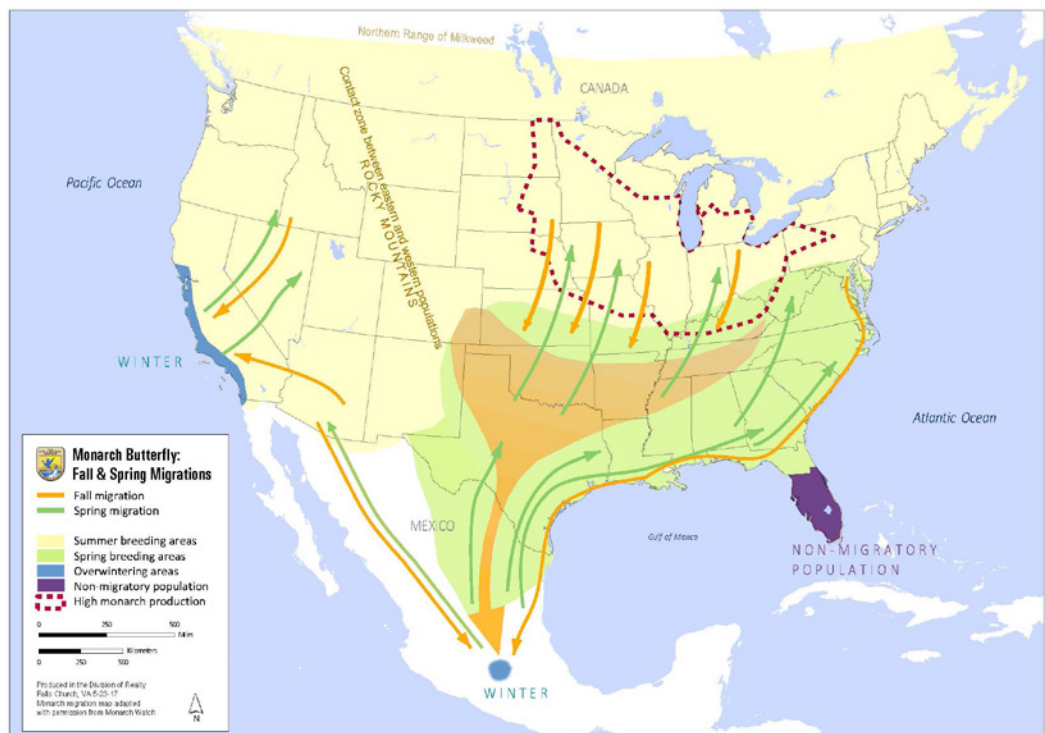 Northern Range of Milkweed
CANADA
Contact zone between eastern and western populations
ROCKY MOUNTAINS
Pacific Ocean
WINTER
Atlantic Ocean
MEXICO
Gulf of Mexico
NON-MIGRATORY
POPULATION
WINTER
Monarch Butterfly:
Fall & Spring Migrations
Fall migration
Spring migration
Summer breeding areas
Spring breeding areas
Overwintering areas
Non-migratory population
High monarch production
0 250 500
Miles
Kilometers
0 250 500
Produced in the Division of Realty
Falls Church, VA 5-23-17
Monarch migration map adapted
with permission from Monarch Watch
N